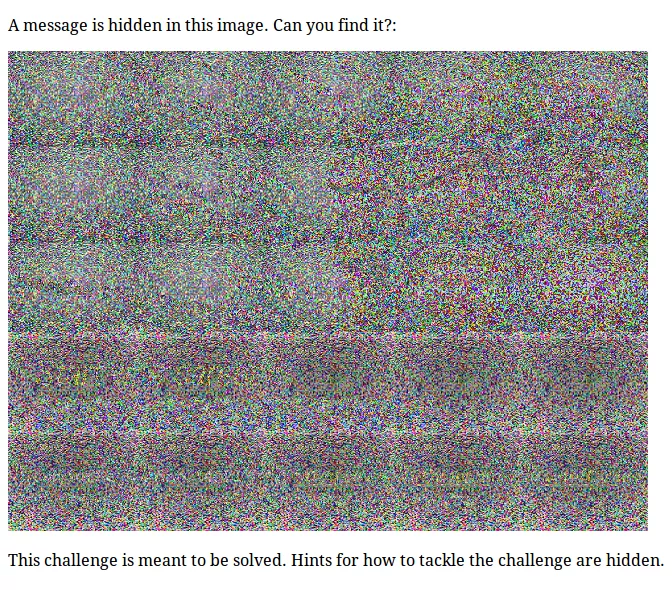 A message is hidden in this image. Can you find it?:
This challenge is meant to be solved. Hints for how to tackle the challenge are hidden.